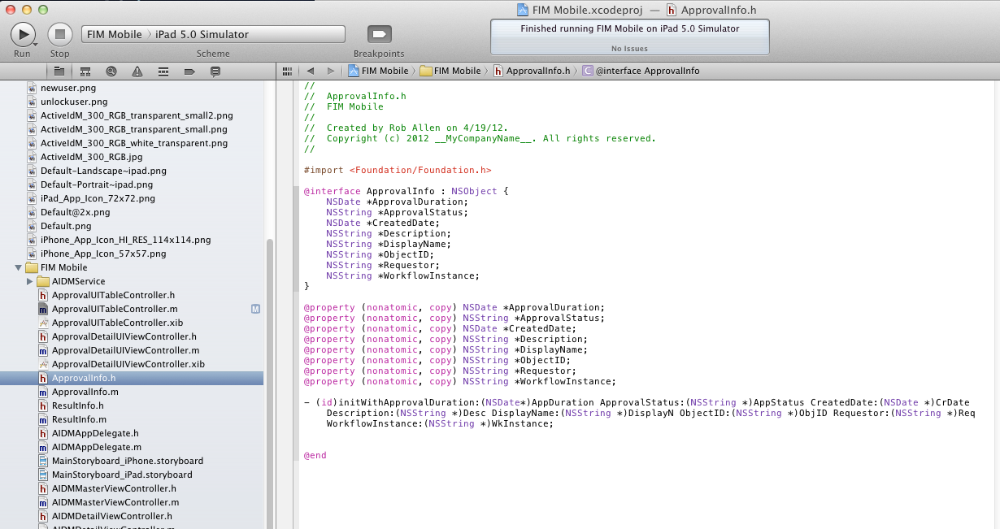 FIM Mobile.xcodeproj — h ApprovalInfo.h
FIM Mobile 〉 iPad 5.0 Simulator
Finished running FIM Mobile on iPad 5.0 Simulator
No Issues
Run
Stop
Scheme
Breakpoints
FIM Mobile 〉 FIM Mobile 〉 h ApprovalInfo.h 〉 C @interface ApprovalInfo
newuser.png
unlockuser.png
ActiveIdM_300_RGB_transparent_small2.png
ActiveIdM_300_RGB_transparent_small.png
ActiveIdM_300_RGB_white_transparent.png
ActiveIdM_300_RGB.jpg
Default-Landscape~ipad.png
Default-Portrait~ipad.png
iPad_App_Icon_72x72.png
Default@2x.png
Default.png
iPhone_App_Icon_HI_RES_114x114.png
iPhone_App_Icon_57x57.png
FIM Mobile
AIDMService
h ApprovalUITableController.h
m ApprovalUITableController.m M
ApprovalUITableController.xib
h ApprovalDetailUIViewController.h
m ApprovalDetailUIViewController.m
ApprovalDetailUIViewController.xib
h ApprovalInfo.h
m ApprovalInfo.m
h ResultInfo.h
m ResultInfo.m
h AIDMAppDelegate.h
m AIDMAppDelegate.m
MainStoryboard_iPhone.storyboard
MainStoryboard_iPad.storyboard
h AIDMMasterViewController.h
m AIDMMasterViewController.m
h AIDMDetailViewController.h
AIDMDetailViewController.m
//
//  ApprovalInfo.h
//  FIM Mobile
//
//  Created by Rob Allen on 4/19/12.
//  Copyright (c) 2012 __MyCompanyName__. All rights reserved.
//
#import <Foundation/Foundation.h>
@interface ApprovalInfo : NSObject {
    NSDate *ApprovalDuration;
    NSString *ApprovalStatus;
    NSDate *CreatedDate;
    NSString *Description;
    NSString *DisplayName;
    NSString *ObjectID;
    NSString *Requestor;
    NSString *WorkflowInstance;
}
@property (nonatomic, copy) NSDate *ApprovalDuration;
@property (nonatomic, copy) NSString *ApprovalStatus;
@property (nonatomic, copy) NSDate *CreatedDate;
@property (nonatomic, copy) NSString *Description;
@property (nonatomic, copy) NSString *DisplayName;
@property (nonatomic, copy) NSString *ObjectID;
@property (nonatomic, copy) NSString *Requestor;
@property (nonatomic, copy) NSString *WorkflowInstance;
- (id)initWithApprovalDuration:(NSDate*)AppDuration ApprovalStatus:(NSString *)AppStatus CreatedDate:(NSDate *)CrDate
    Description:(NSString *)Desc DisplayName:(NSString *)DisplayN ObjectID:(NSString *)ObjID Requestor:(NSString *)Req
    WorkflowInstance:(NSString *)WkInstance;
@end